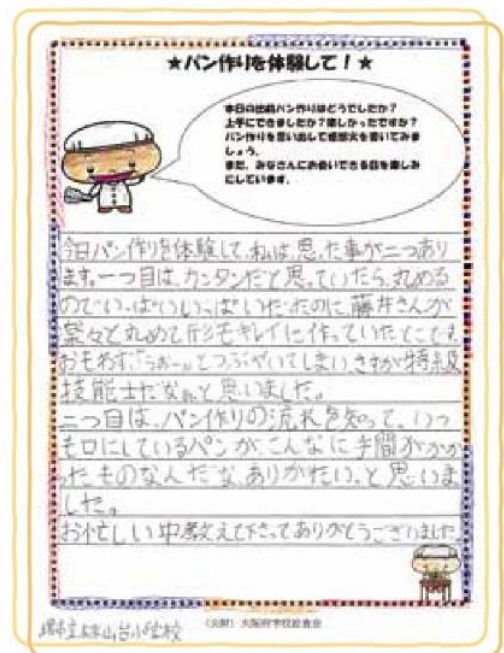 ★パン作りを体験して！★
本日の出前パン作りはどうでしたか？
上手にできましたか？楽しかったですか？
パン作りを思い出して感想文を書いてみま
しょう。
また、みなさんにお会いできる日を楽しみ
にしています。
今日パン作りを体験して、私は、思った事が二つあり
ます。一つ目は、カンタンだと思っていたら、丸める
のでいっぱいいっぱいだったのに、藤井さんが
楽々と丸めて形もキレイに作っていたとこです。
おもわず、「うおー。」とつぶやいてしまい、さすが特級
技能士だなぁと思いました。
二つ目は、パン作りの流れを知って、いつ
も口にしているパンが、こんなに手間がかか
ったものなんだな、ありがたい。と思いま
した。
お忙しい中教えて下さってありがとうございました。
山台小学校
大阪府学校給食会